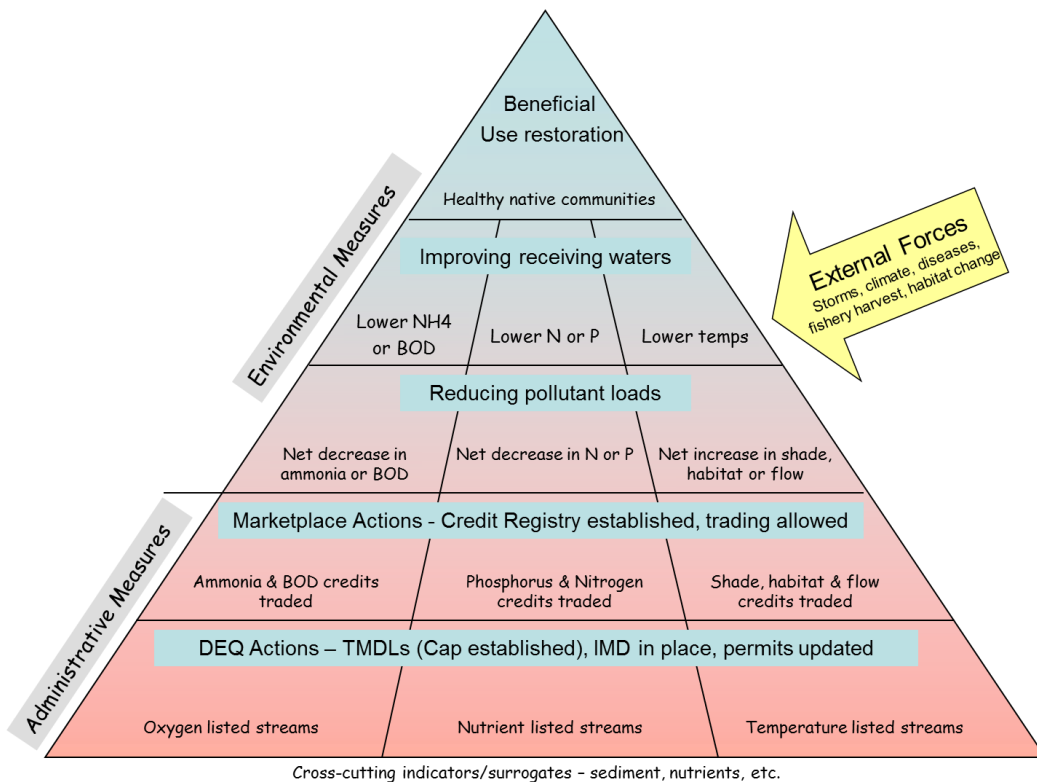 Beneficial
Use restoration
Healthy native communities
Environmental Measures
External Forces
Storms, climate, diseases,
fishery harvest, habitat change
Improving receiving waters
Lower NH4
or BOD
Lower N or P
Lower temps
Reducing pollutant loads
Net decrease in
ammonia or BOD
Net decrease in N or P
Net increase in shade,
habitat or flow
Administrative Measures
Marketplace Actions - Credit Registry established, trading allowed
Ammonia & BOD credits
traded
Phosphorus & Nitrogen
credits traded
Shade, habitat & flow
credits traded
DEQ Actions – TMDLs (Cap established), IMD in place, permits updated
Oxygen listed streams
Nutrient listed streams
Temperature listed streams
Cross-cutting indicators/surrogates – sediment, nutrients, etc.